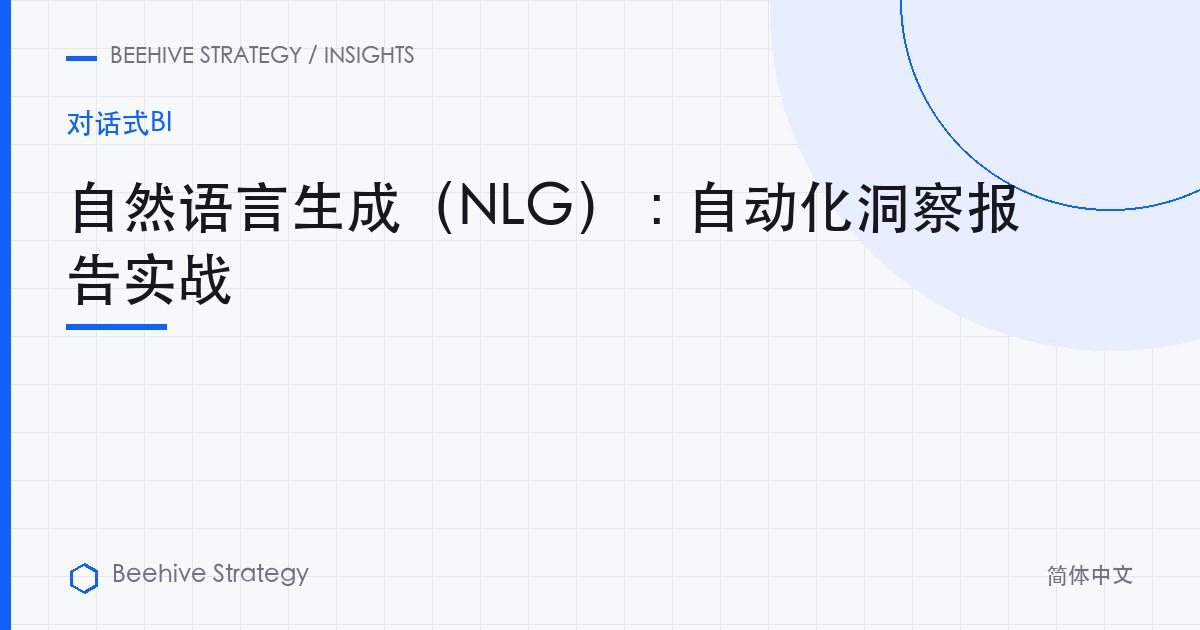 BEEHIVE STRATEGY / INSIGHTS
对话式BI
自然语言生成（NLG）：自动化洞察报
告实战
Beehive Strategy
简体中文